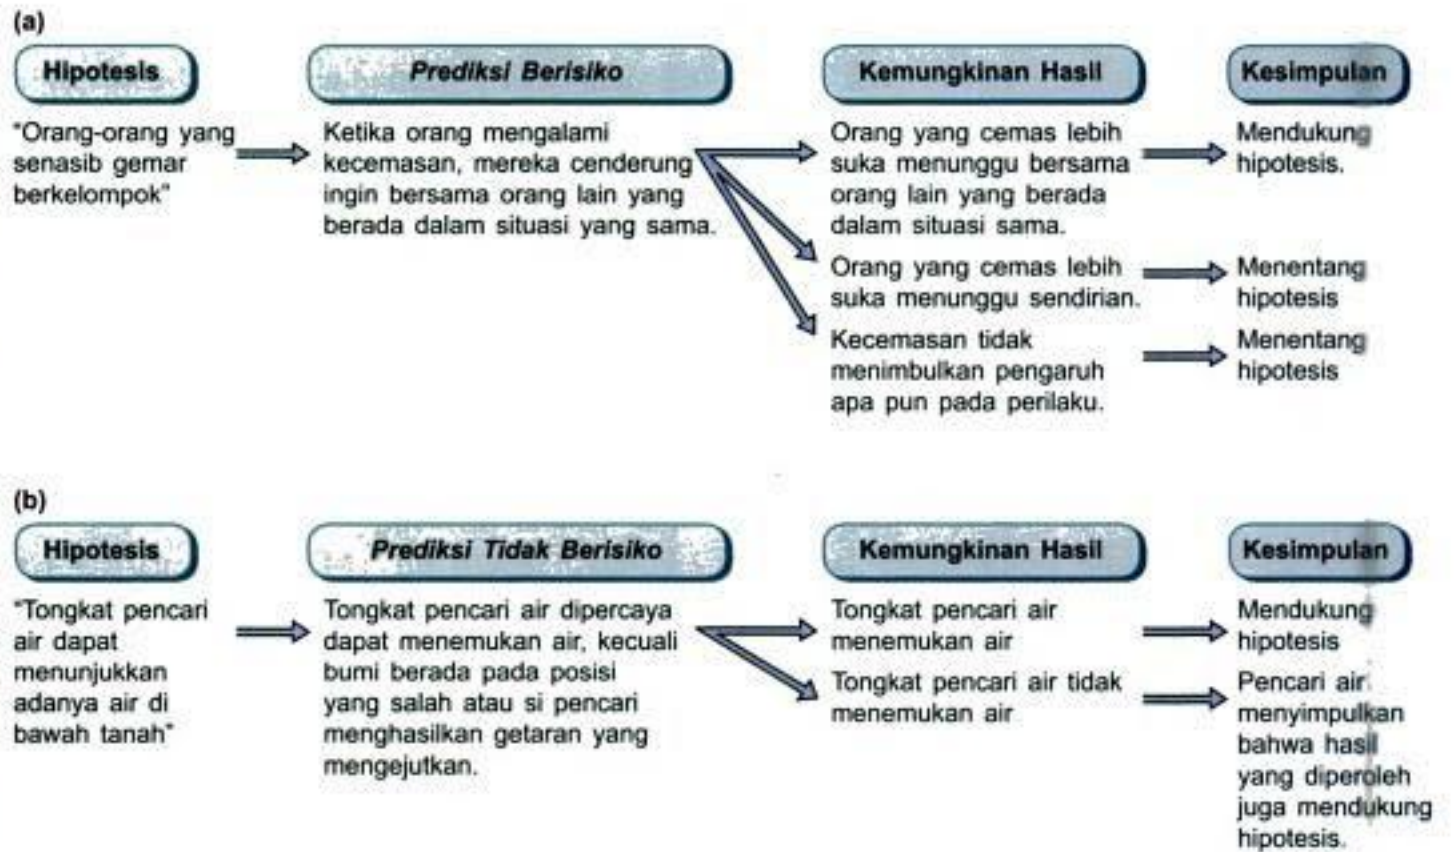 (a)
Hipotesis
Prediksi Berisiko
Kemungkinan Hasil
Kesimpulan
"Orang-orang yang
senasib gemar
berkelompok"
Ketika orang mengalami
kecemasan, mereka cenderung
ingin bersama orang lain yang
berada dalam situasi yang sama.
Orang yang cemas lebih
suka menunggu bersama
orang lain yang berada
dalam situasi sama.
Mendukung
hipotesis.
Orang yang cemas lebih
suka menunggu sendirian.
Menentang
hipotesis
Kecemasan tidak
menimbulkan pengaruh
apa pun pada perilaku.
Menentang
hipotesis
(b)
Hipotesis
Prediksi Tidak Berisiko
Kemungkinan Hasil
Kesimpulan
"Tongkat pencari
air dapat
menunjukkan
adanya air di
bawah tanah"
Tongkat pencari air dipercaya
dapat menemukan air, kecuali
bumi berada pada posisi
yang salah atau si pencari
menghasilkan getaran yang
mengejutkan.
Tongkat pencari air
menemukan air
Mendukung
hipotesis
Tongkat pencari air tidak
menemukan air
Pencari air
menyimpulkan
bahwa hasil
yang diperoleh
juga mendukung
hipotesis.